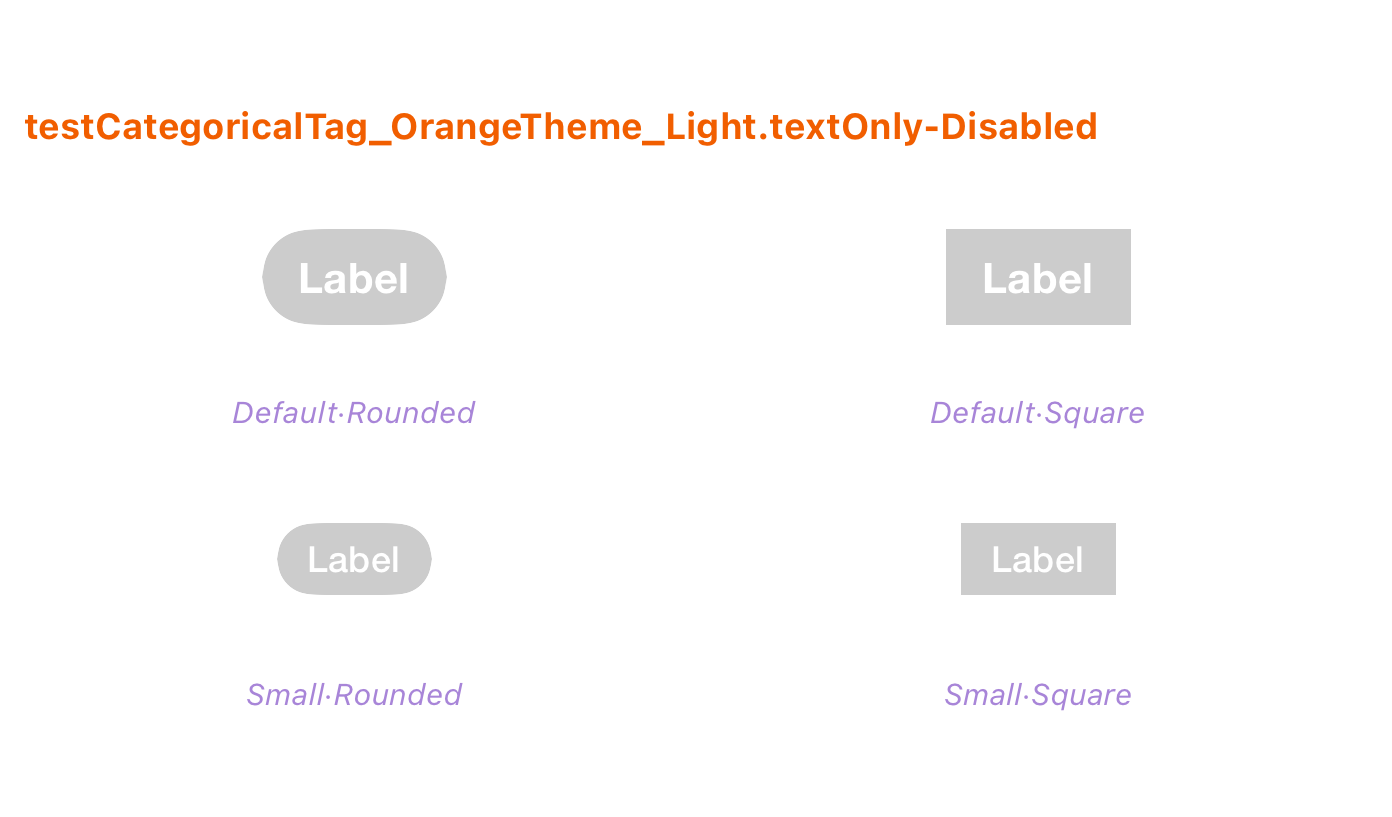 testCategoricalTag_OrangeTheme_Light.textOnly-Disabled
Label
Label
Default·Rounded
Default·Square
Label
Label
Small·Rounded
Small·Square